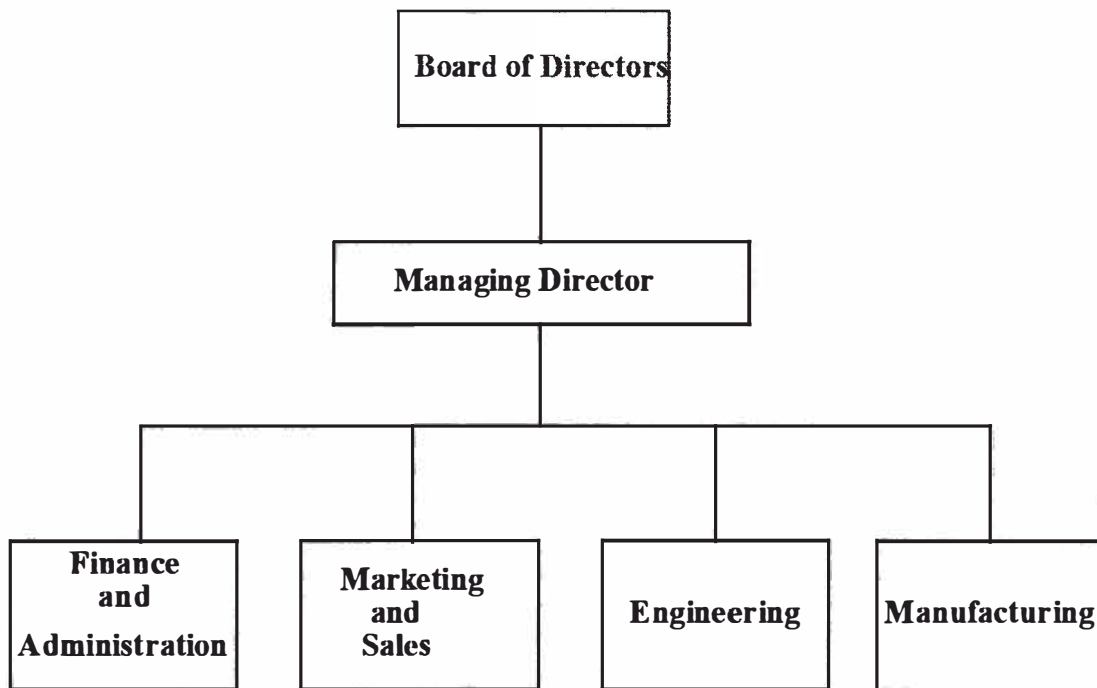 Board of Directors
Managing Director
Finance
and
Administration
Marketing
and
Sales
Engineering
Manufacturing